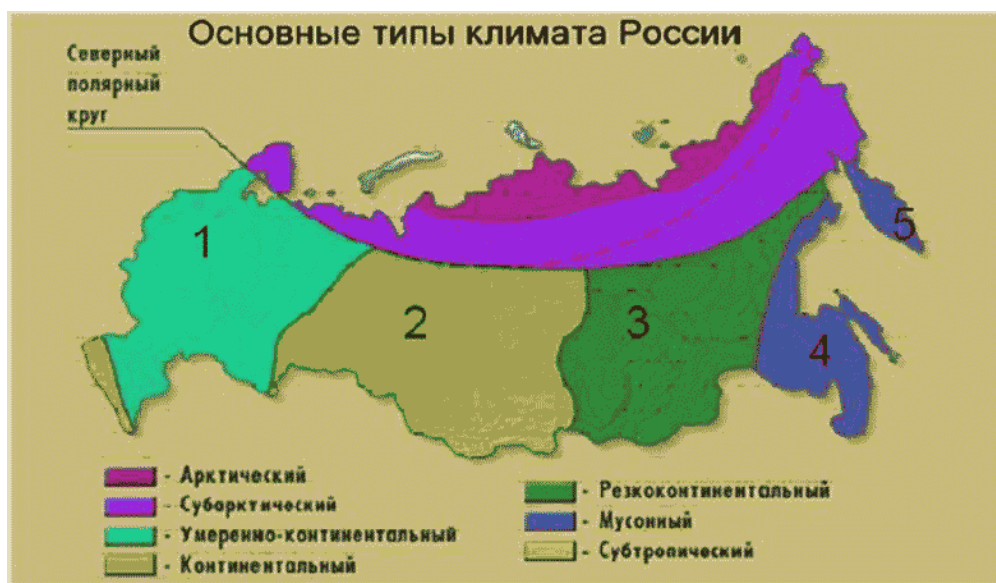 Основные типы климата России
Северный
полярный
круг
1
2
3
4
5
- Арктический
- Субарктический
- Умеренно-континентальный
- Континентальный
- Резкоконтинентальный
- Мусонный
- Субтропический